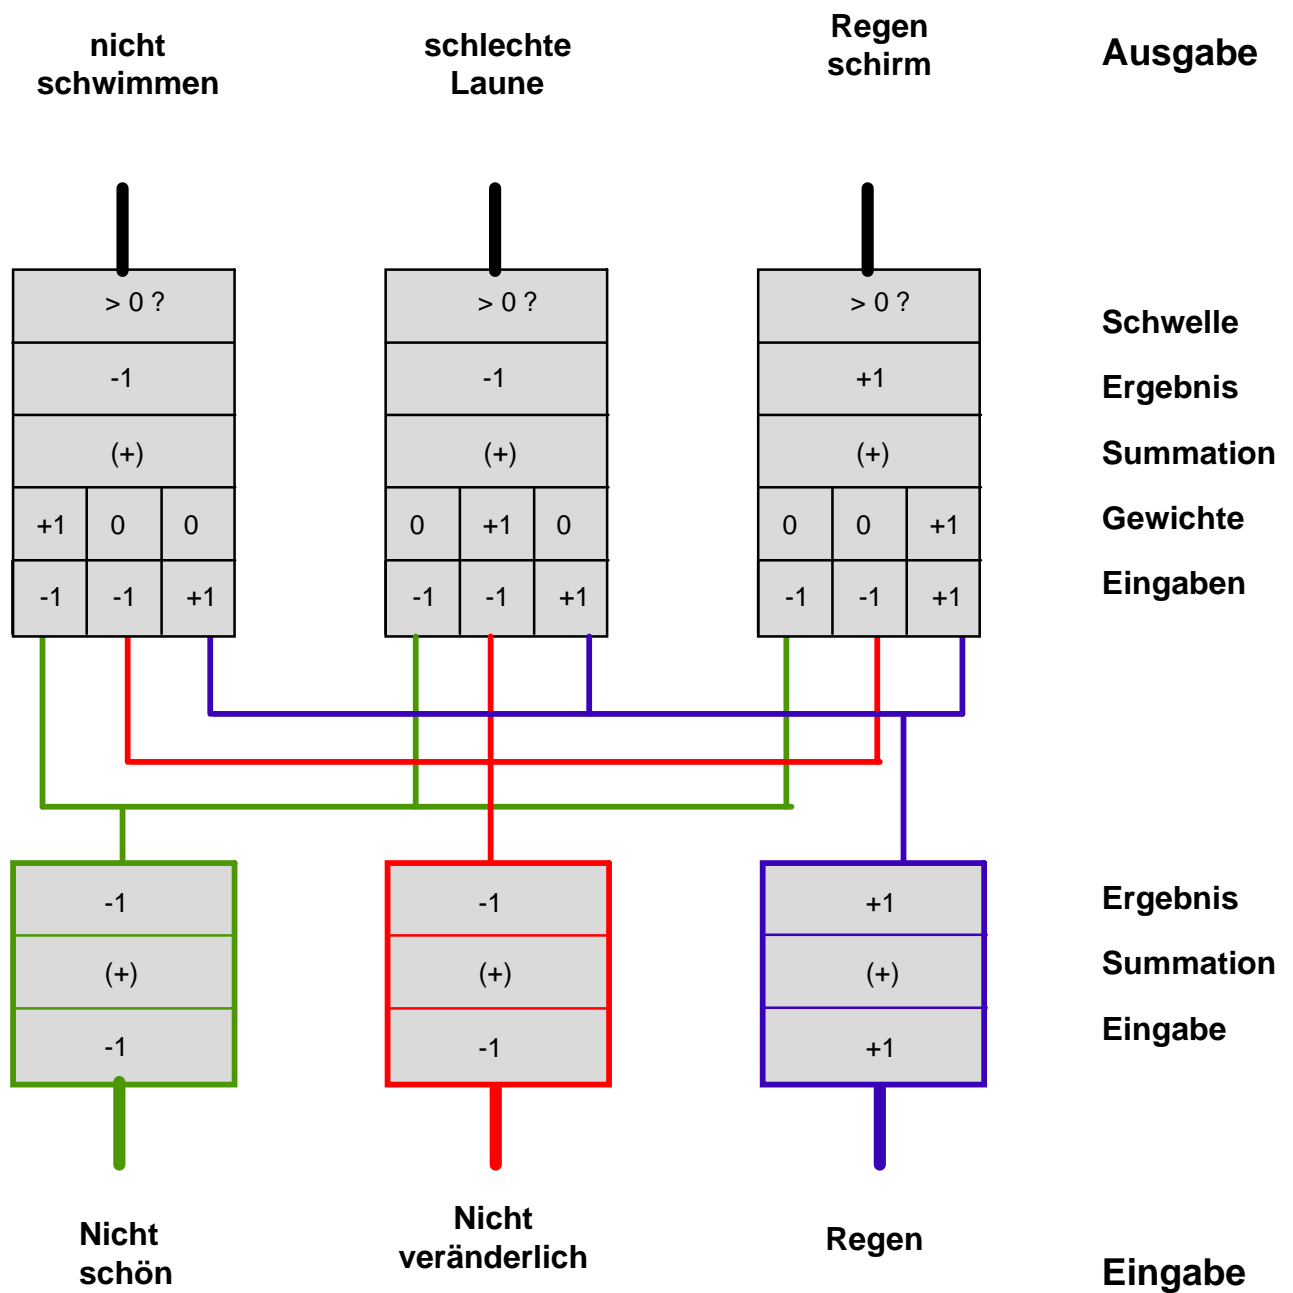 nicht
schwimmen
schlechte
Laune
Regen
schirm
Ausgabe
> 0 ? > 0 ? > 0 ? Schwelle
-1 -1 +1 Ergebnis
(+) (+) (+) Summation
+1 0 0 0 +1 0 0 0 +1 Gewichte
-1 -1 +1 -1 -1 +1 -1 -1 +1 Eingaben
-1 -1 +1 Ergebnis
(+) (+) (+) Summation
-1 -1 +1 Eingabe
Nicht
schön
Nicht
veränderlich
Regen
Eingabe